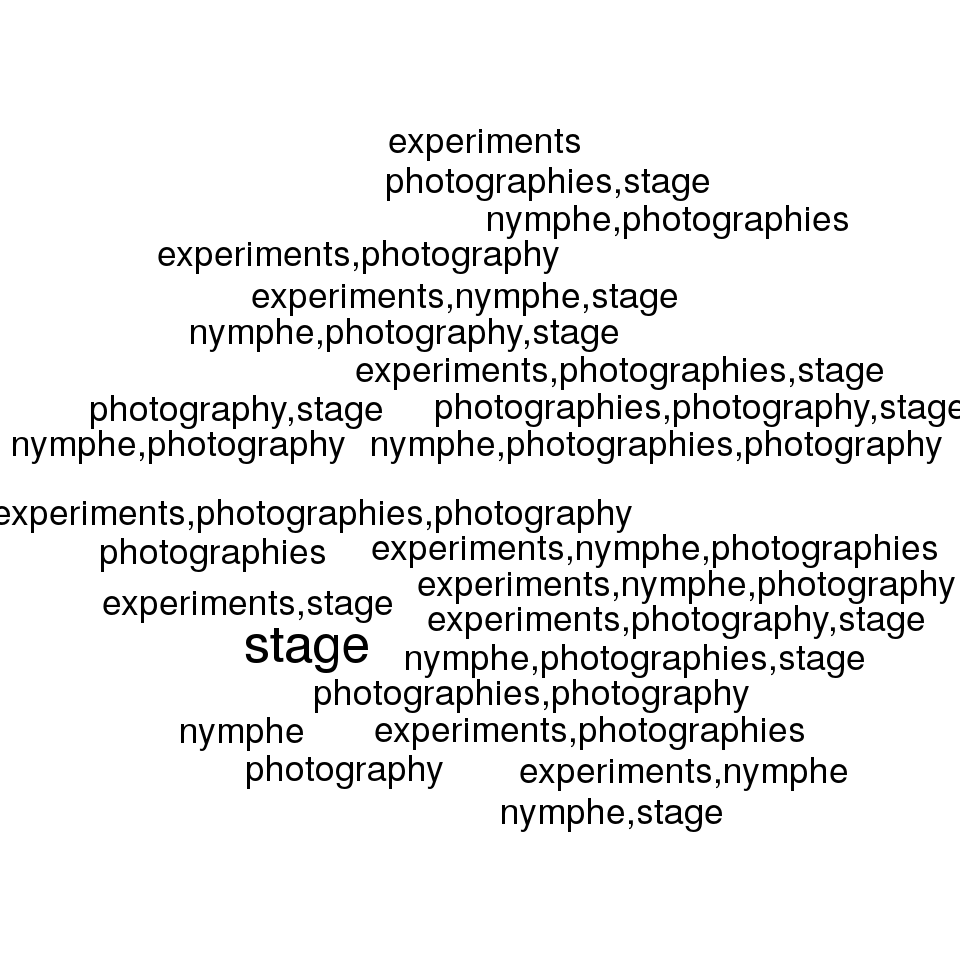 experiments
photographies,stage
nymphe,photographies
experiments,photography
experiments,nymphe,stage
nymphe,photography,stage
experiments,photographies,stage
photography,stage
photographies,photography,stage
nymphe,photography
nymphe,photographies,photography
experiments,photographies,photography
photographies
experiments,nymphe,photographies
experiments,nymphe,photography
experiments,stage
experiments,photography,stage
stage
nymphe,photographies,stage
photographies,photography
nymphe
experiments,photographies
photography
experiments,nymphe
nymphe,stage